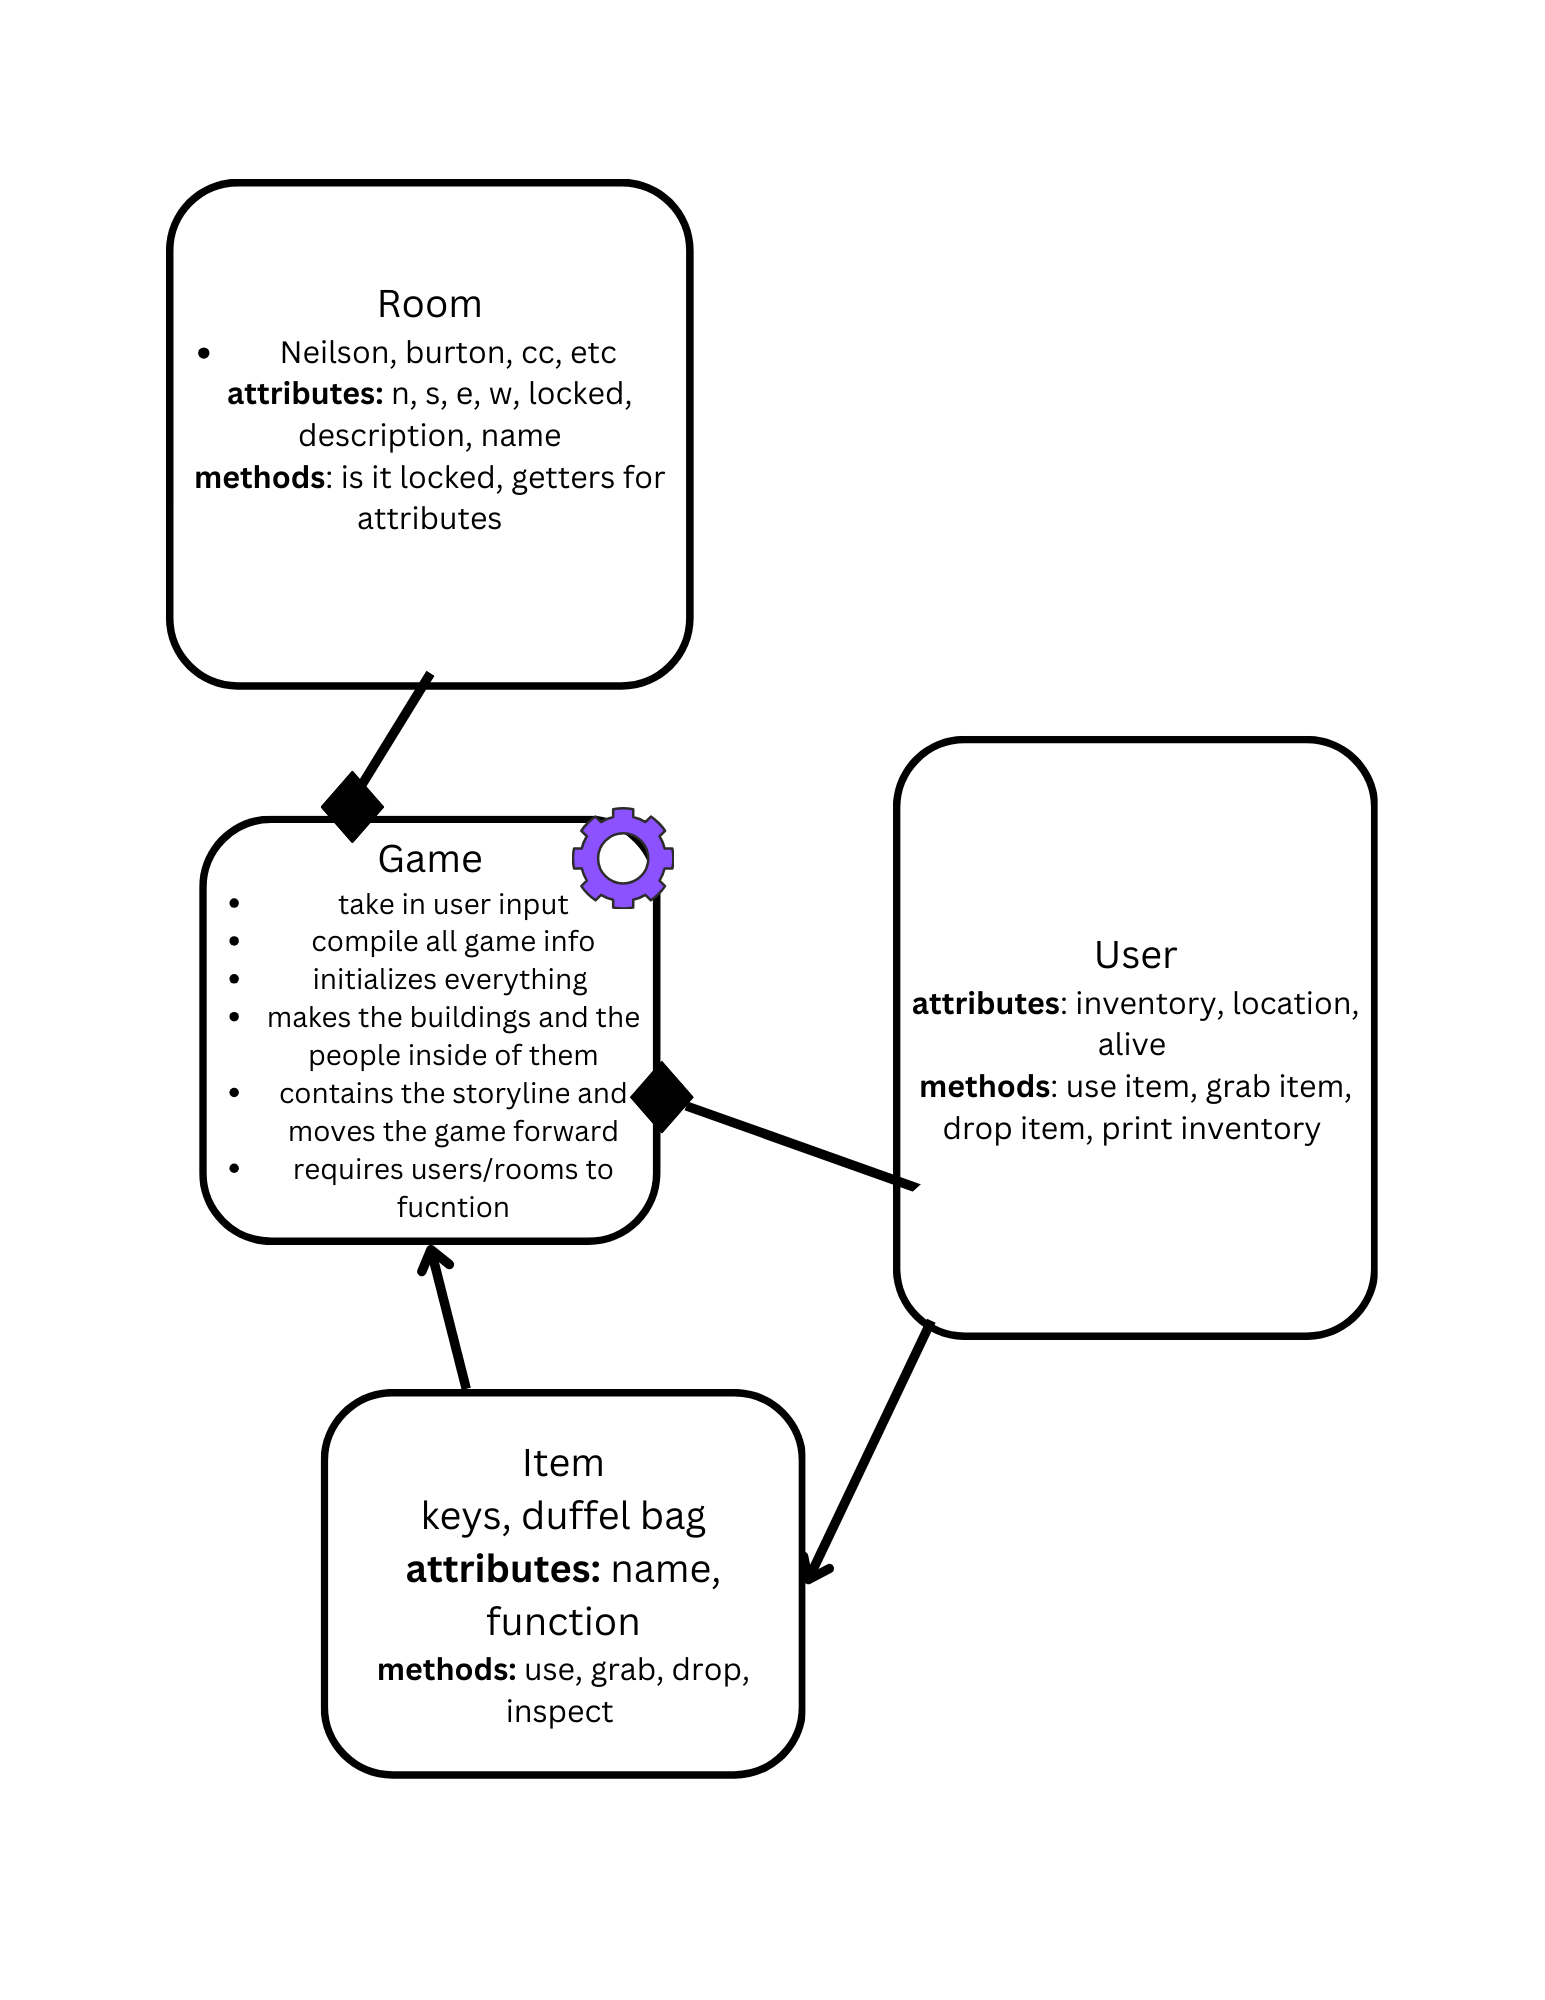 Room
• Neilson, burton, cc, etc
attributes: n, s, e, w, locked,
description, name
methods: is it locked, getters for
attributes
Game
• take in user input
• compile all game info
• initializes everything
• makes the buildings and the
people inside of them
• contains the storyline and
moves the game forward
• requires users/rooms to
fucntion
User
attributes: inventory, location,
alive
methods: use item, grab item,
drop item, print inventory
Item
keys, duffel bag
attributes: name,
function
methods: use, grab, drop,
inspect